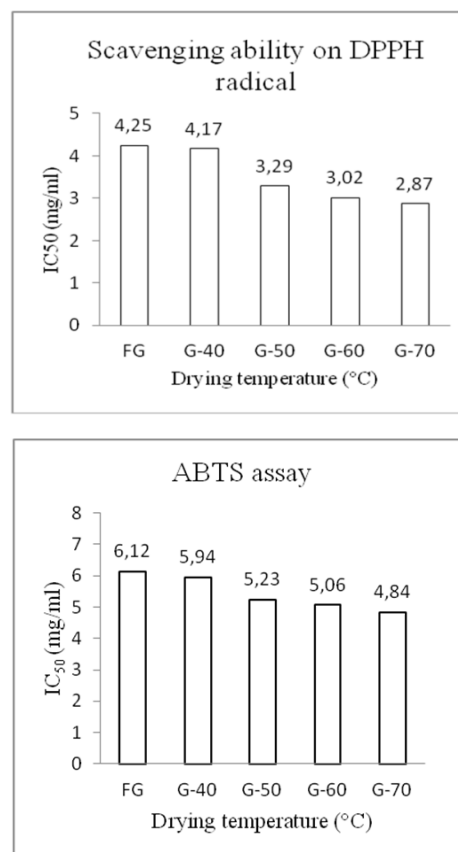 Scavenging ability on DPPH
radical
IC50 (mg/ml)
5
4
3
2
1
0
4,25
4,17
3,29
3,02
2,87
FG G-40 G-50 G-60 G-70
Drying temperature (°C)
ABTS assay
IC₅₀ (mg/ml)
8
7
6
5
4
3
2
1
0
6,12
5,94
5,23
5,06
4,84
FG G-40 G-50 G-60 G-70
Drying temperature (°C)